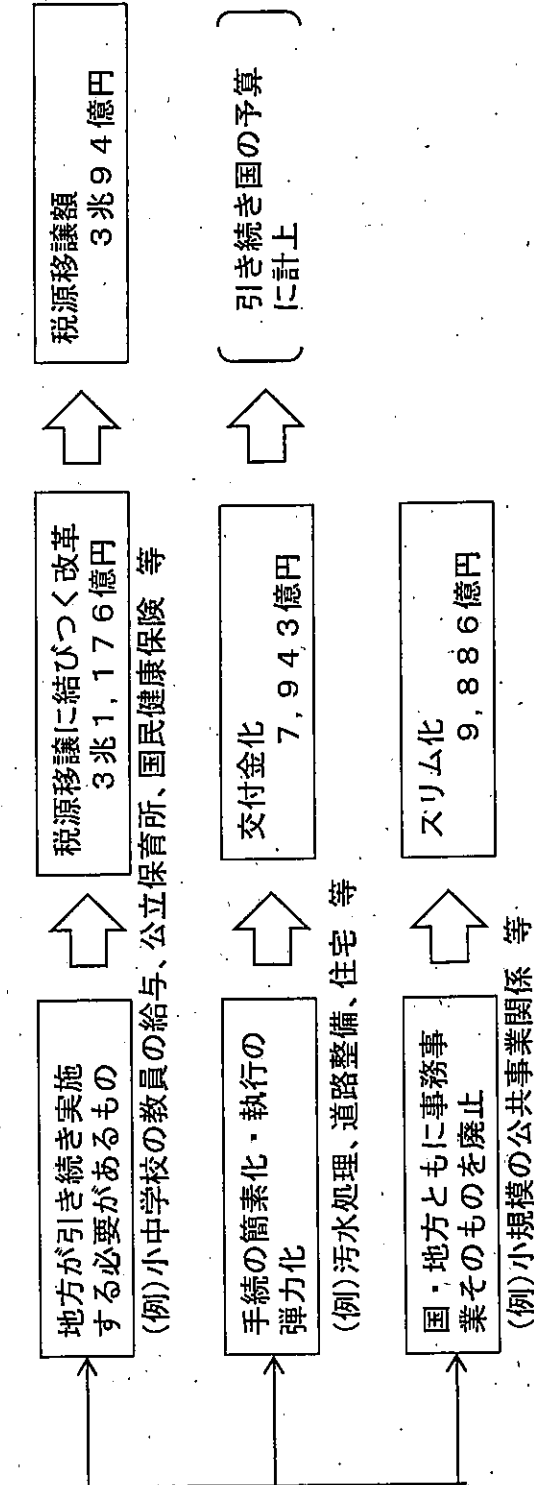 地方が引き続き実施
する必要があるもの
(例)小中学校の教員の給与、公立保育所、国民健康保険 等
税源移譲に結びつく改革
3兆1,176億円
税源移譲額
3兆94億円
手続の簡素化・執行の
弾力化
(例)汚水処理、道路整備、住宅 等
交付金化
7,943億円
引き続き国の予算
に計上
国・地方ともに事務事
業そのものを廃止
(例)小規模の公共事業関係 等
スリム化
9,886億円